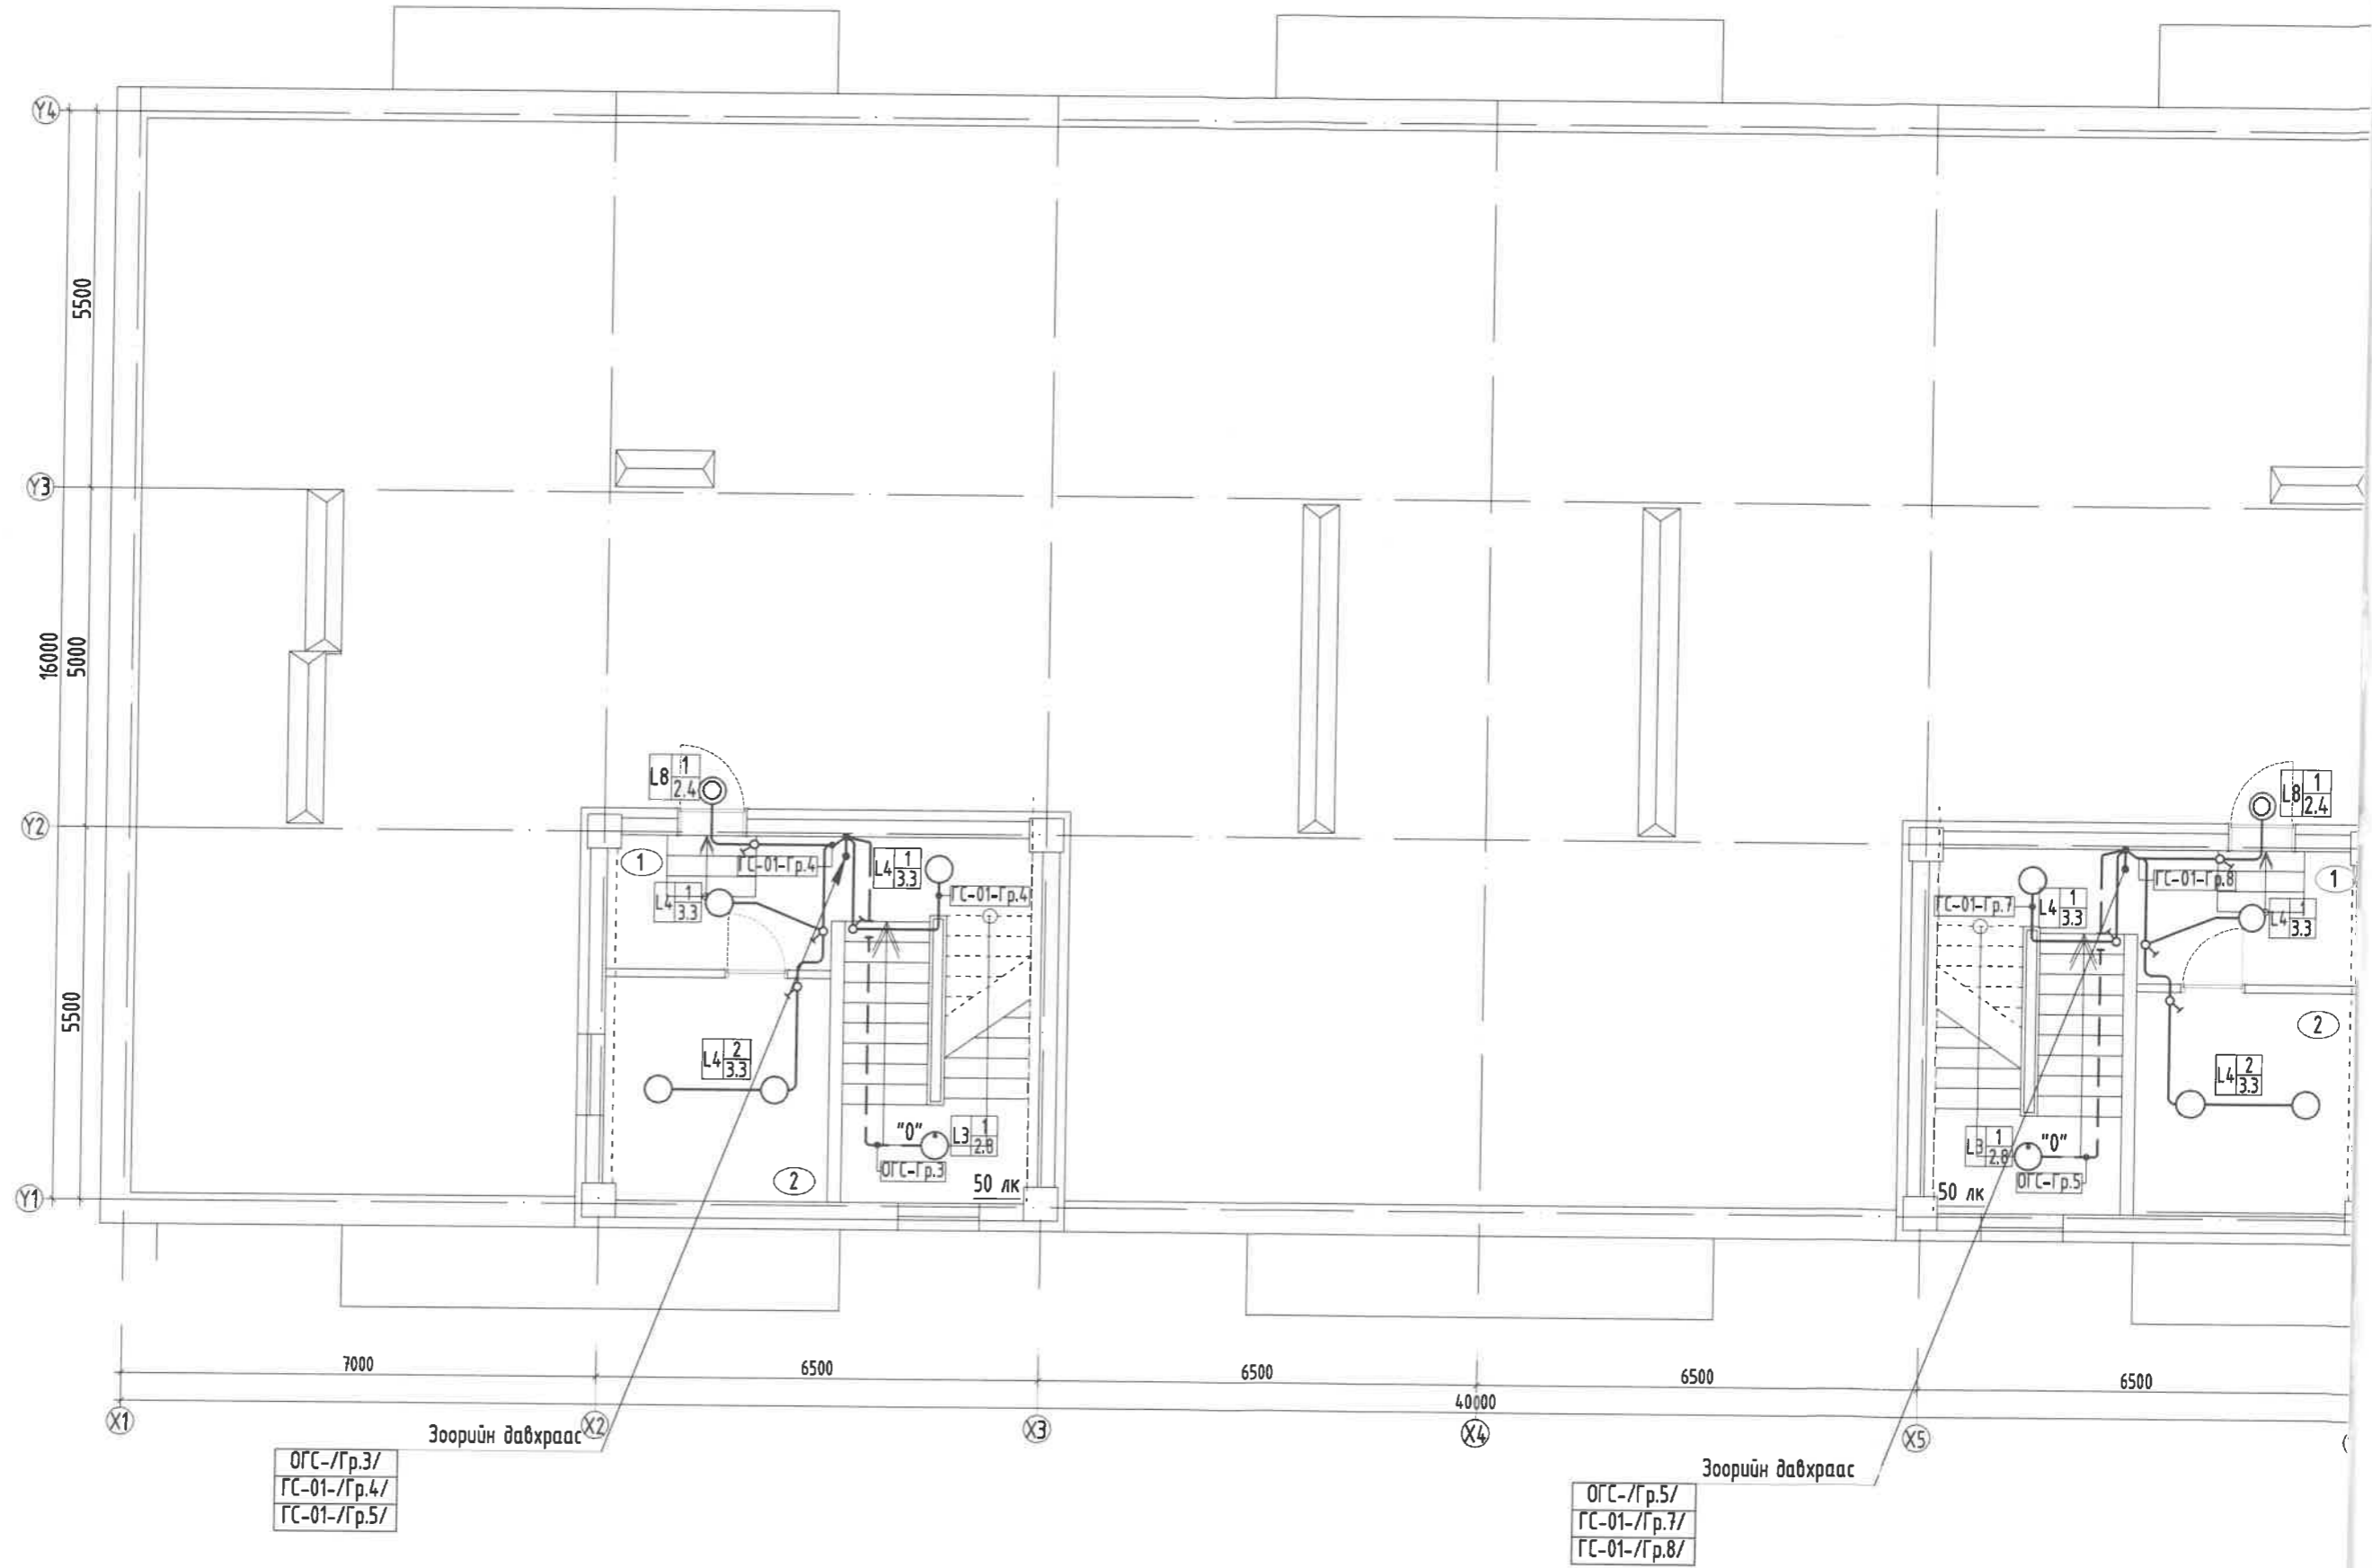 Y4
5500
Y3
16000
5000
Y2
5500
Y1
L8 1
2.4
1
ГС-01-Гр.4
L4 1
3.3
L4 1
3.3
ГС-01-Гр.4
L4 2
3.3
"0"
L3 1
2.8
ОГС-Гр.3
50 лк
2
L8 1
2.4
1
ГС-01-Гр.8
ГС-01-Гр.7
L4 1
3.3
L4 1
3.3
2
L4 2
3.3
L3 1
2.8
"0"
ОГС-Гр.5
50 лк
7000
6500
6500
6500
6500
40000
X1
X2
X3
X4
X5
Зоорийн давхраас
ОГС-/Гр.3/
ГС-01-/Гр.4/
ГС-01-/Гр.5/
Зоорийн давхраас
ОГС-/Гр.5/
ГС-01-/Гр.7/
ГС-01-/Гр.8/